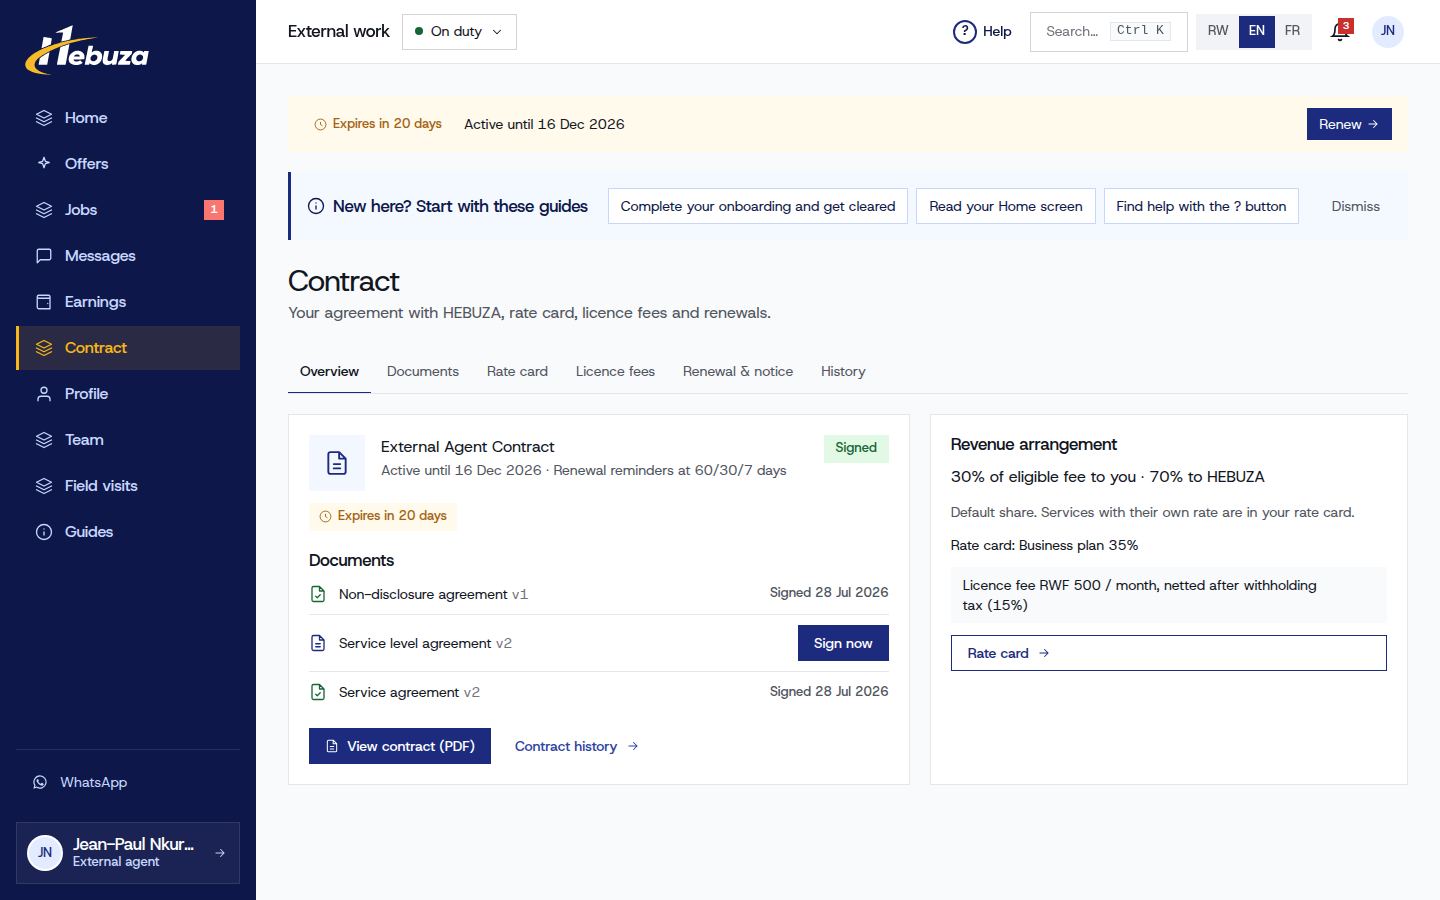 Hebuza
Home
Offers
Jobs 1
Messages
Earnings
Contract
Profile
Team
Field visits
Guides
WhatsApp
JN Jean-Paul Nkur...
External agent
External work On duty ? Help Search... Ctrl K RW EN FR 3 JN
Expires in 20 days Active until 16 Dec 2026 Renew →
New here? Start with these guides Complete your onboarding and get cleared Read your Home screen Find help with the ? button Dismiss
Contract
Your agreement with HEBUZA, rate card, licence fees and renewals.
Overview Documents Rate card Licence fees Renewal & notice History
External Agent Contract Signed
Active until 16 Dec 2026 · Renewal reminders at 60/30/7 days
Expires in 20 days
Documents
Non-disclosure agreement v1 Signed 28 Jul 2026
Service level agreement v2 Sign now
Service agreement v2 Signed 28 Jul 2026
View contract (PDF) Contract history →
Revenue arrangement
30% of eligible fee to you · 70% to HEBUZA
Default share. Services with their own rate are in your rate card.
Rate card: Business plan 35%
Licence fee RWF 500 / month, netted after withholding
tax (15%)
Rate card →